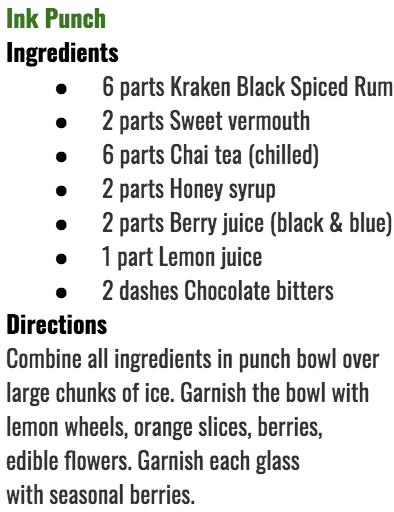 Ink Punch
Ingredients
● 6 parts Kraken Black Spiced Rum
● 2 parts Sweet vermouth
● 6 parts Chai tea (chilled)
● 2 parts Honey syrup
● 2 parts Berry juice (black & blue)
● 1 part Lemon juice
● 2 dashes Chocolate bitters
Directions
Combine all ingredients in punch bowl over
large chunks of ice. Garnish the bowl with
lemon wheels, orange slices, berries,
edible flowers. Garnish each glass
with seasonal berries.